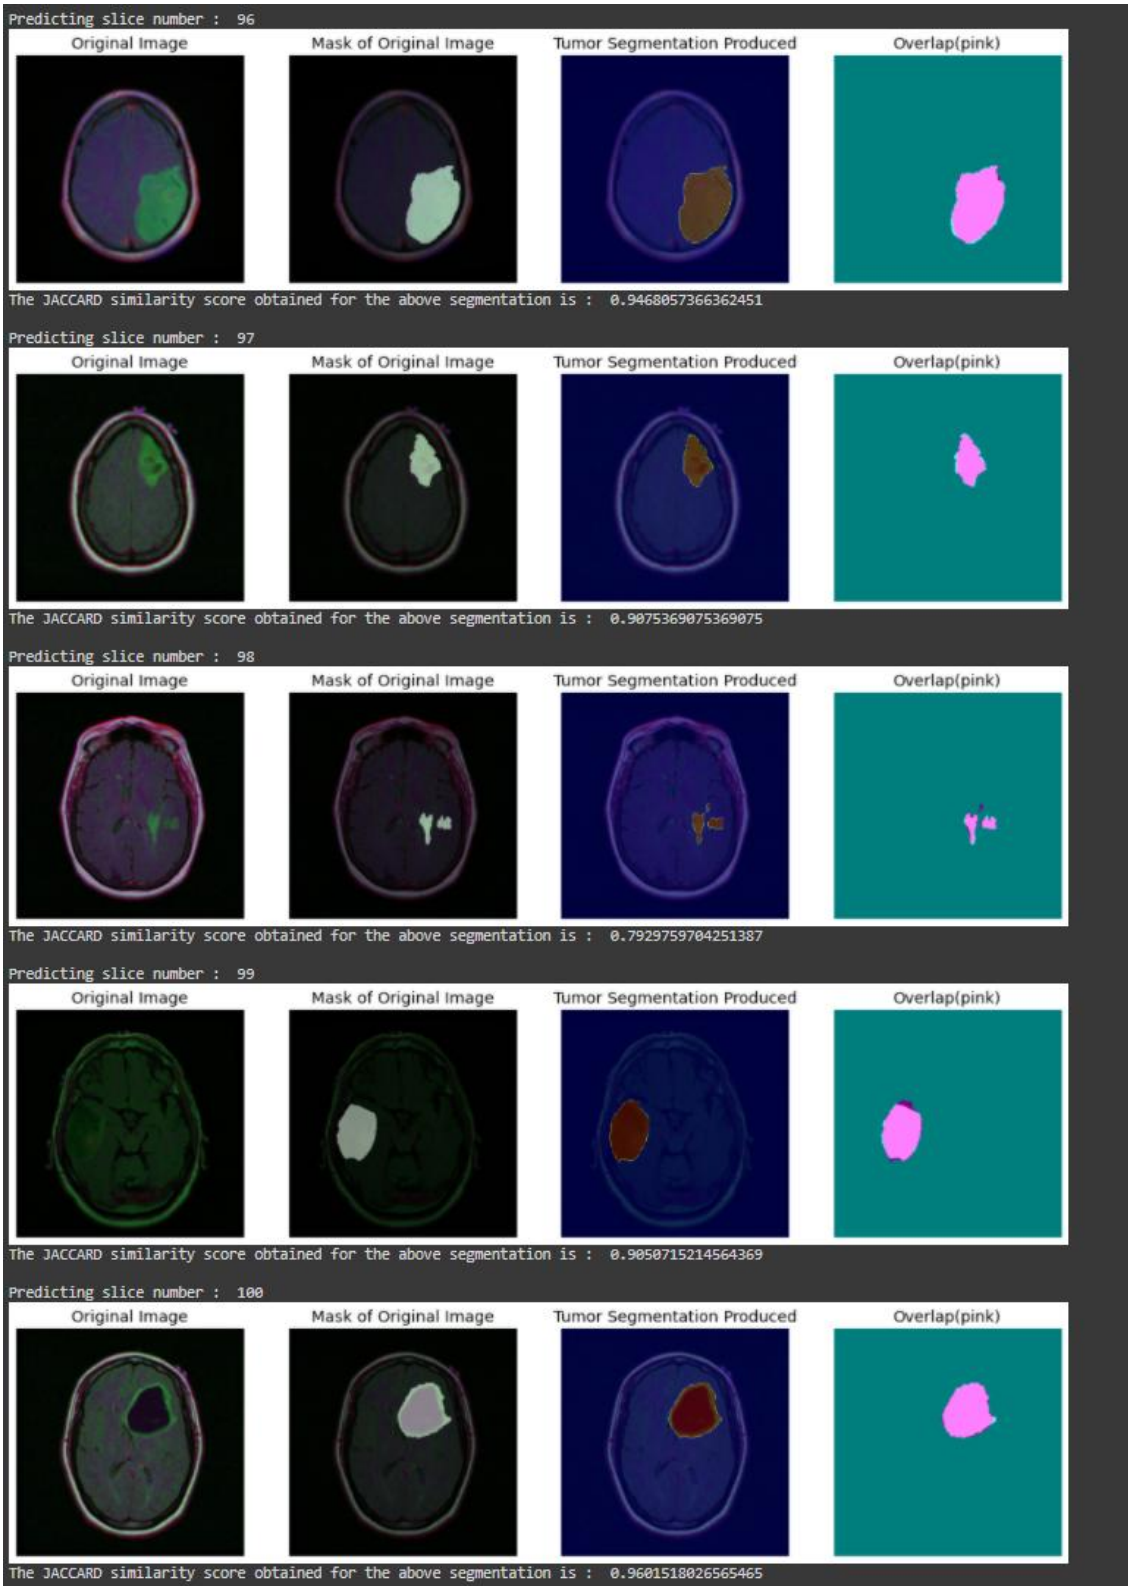 Predicting slice number :  96
Original Image Mask of Original Image Tumor Segmentation Produced Overlap(pink)
The JACCARD similarity score obtained for the above segmentation is :  0.9468057366362451
Predicting slice number :  97
Original Image Mask of Original Image Tumor Segmentation Produced Overlap(pink)
The JACCARD similarity score obtained for the above segmentation is :  0.9075369075369075
Predicting slice number :  98
Original Image Mask of Original Image Tumor Segmentation Produced Overlap(pink)
The JACCARD similarity score obtained for the above segmentation is :  0.7929759704251387
Predicting slice number :  99
Original Image Mask of Original Image Tumor Segmentation Produced Overlap(pink)
The JACCARD similarity score obtained for the above segmentation is :  0.9050715214564369
Predicting slice number :  100
Original Image Mask of Original Image Tumor Segmentation Produced Overlap(pink)
The JACCARD similarity score obtained for the above segmentation is :  0.9601518026565465